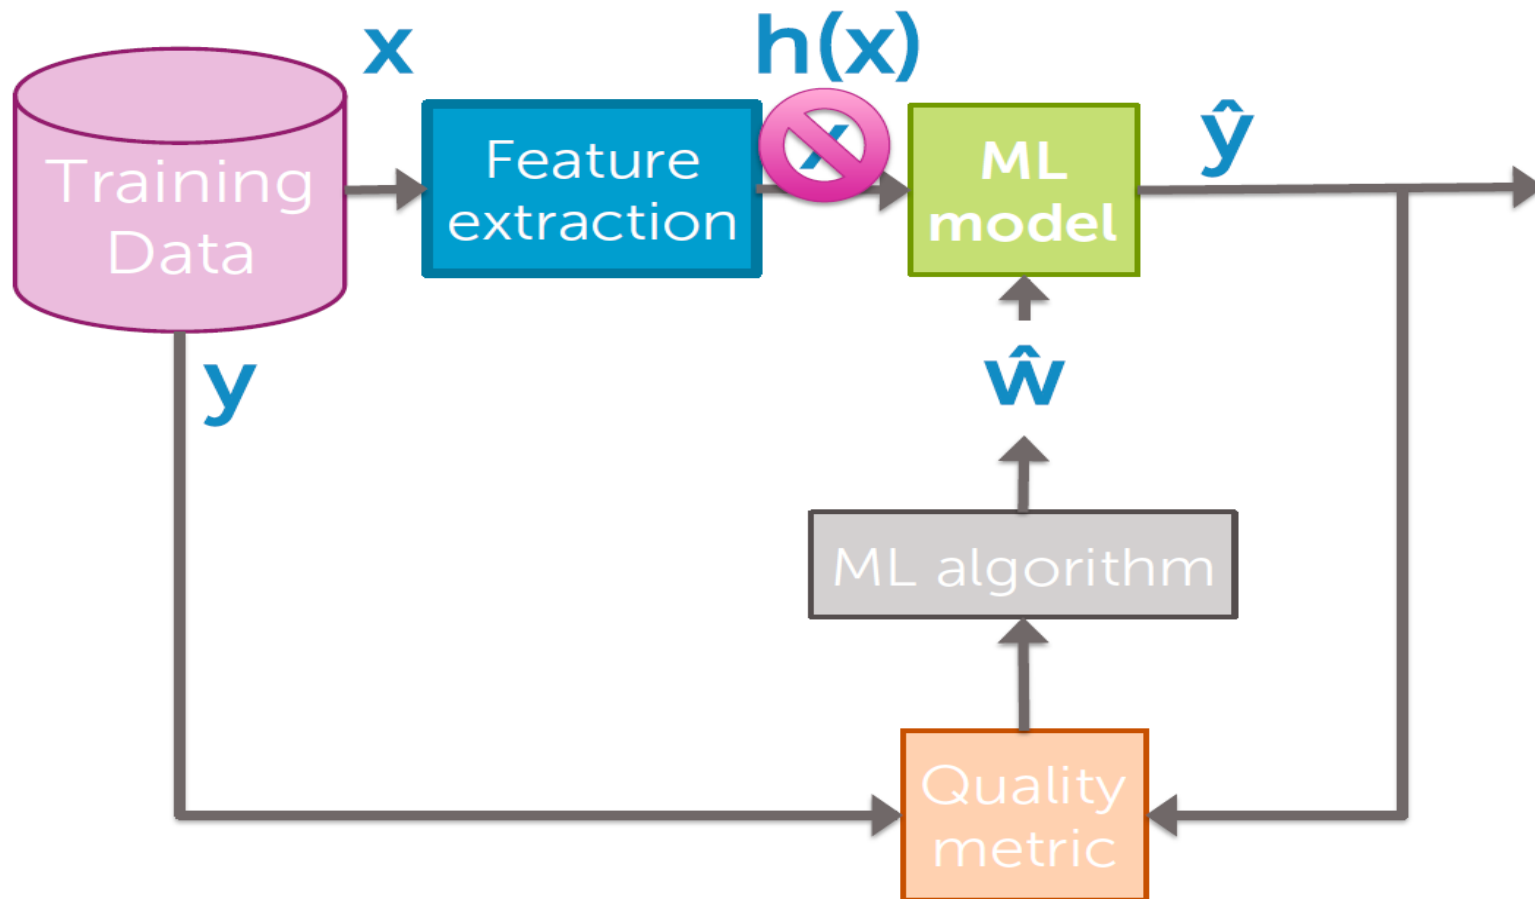 x
h(x)
x
Training
Data
Feature
extraction
ML
model
ŷ
y
ŵ
ML algorithm
Quality
metric